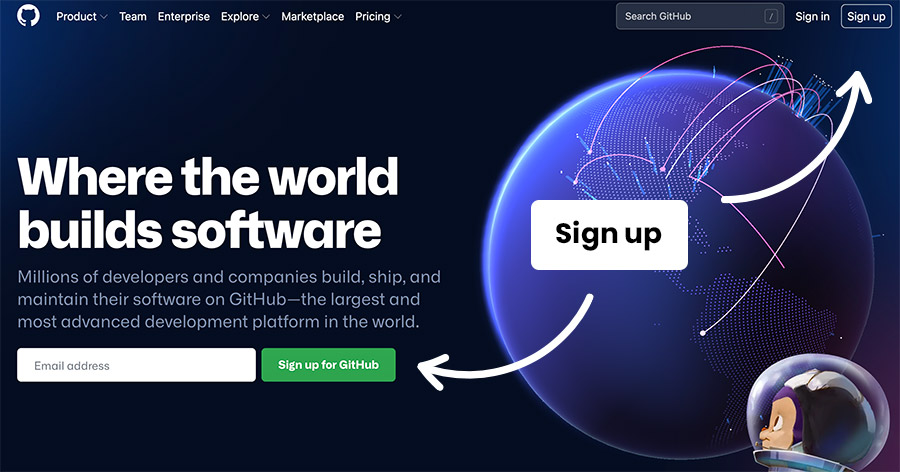 Product Team Enterprise Explore Marketplace Pricing Search GitHub / Sign in Sign up
Where the world
builds software
Millions of developers and companies build, ship, and
maintain their software on GitHub—the largest and
most advanced development platform in the world.
Email address Sign up for GitHub
Sign up